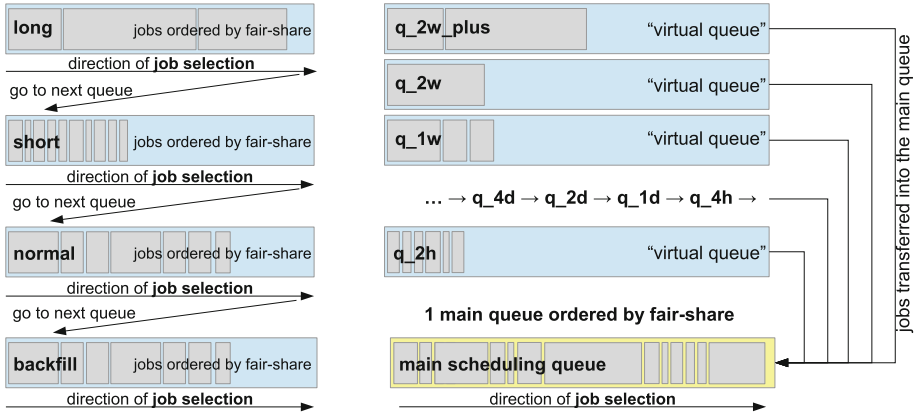 long jobs ordered by fair-share
direction of job selection
go to next queue
short jobs ordered by fair-share
direction of job selection
go to next queue
normal jobs ordered by fair-share
direction of job selection
go to next queue
backfill jobs ordered by fair-share
direction of job selection
q_2w_plus “virtual queue”
q_2w “virtual queue”
q_1w “virtual queue”
... → q_4d → q_2d → q_1d → q_4h →
q_2h “virtual queue”
1 main queue ordered by fair-share
main scheduling queue
direction of job selection
jobs transferred into the main queue